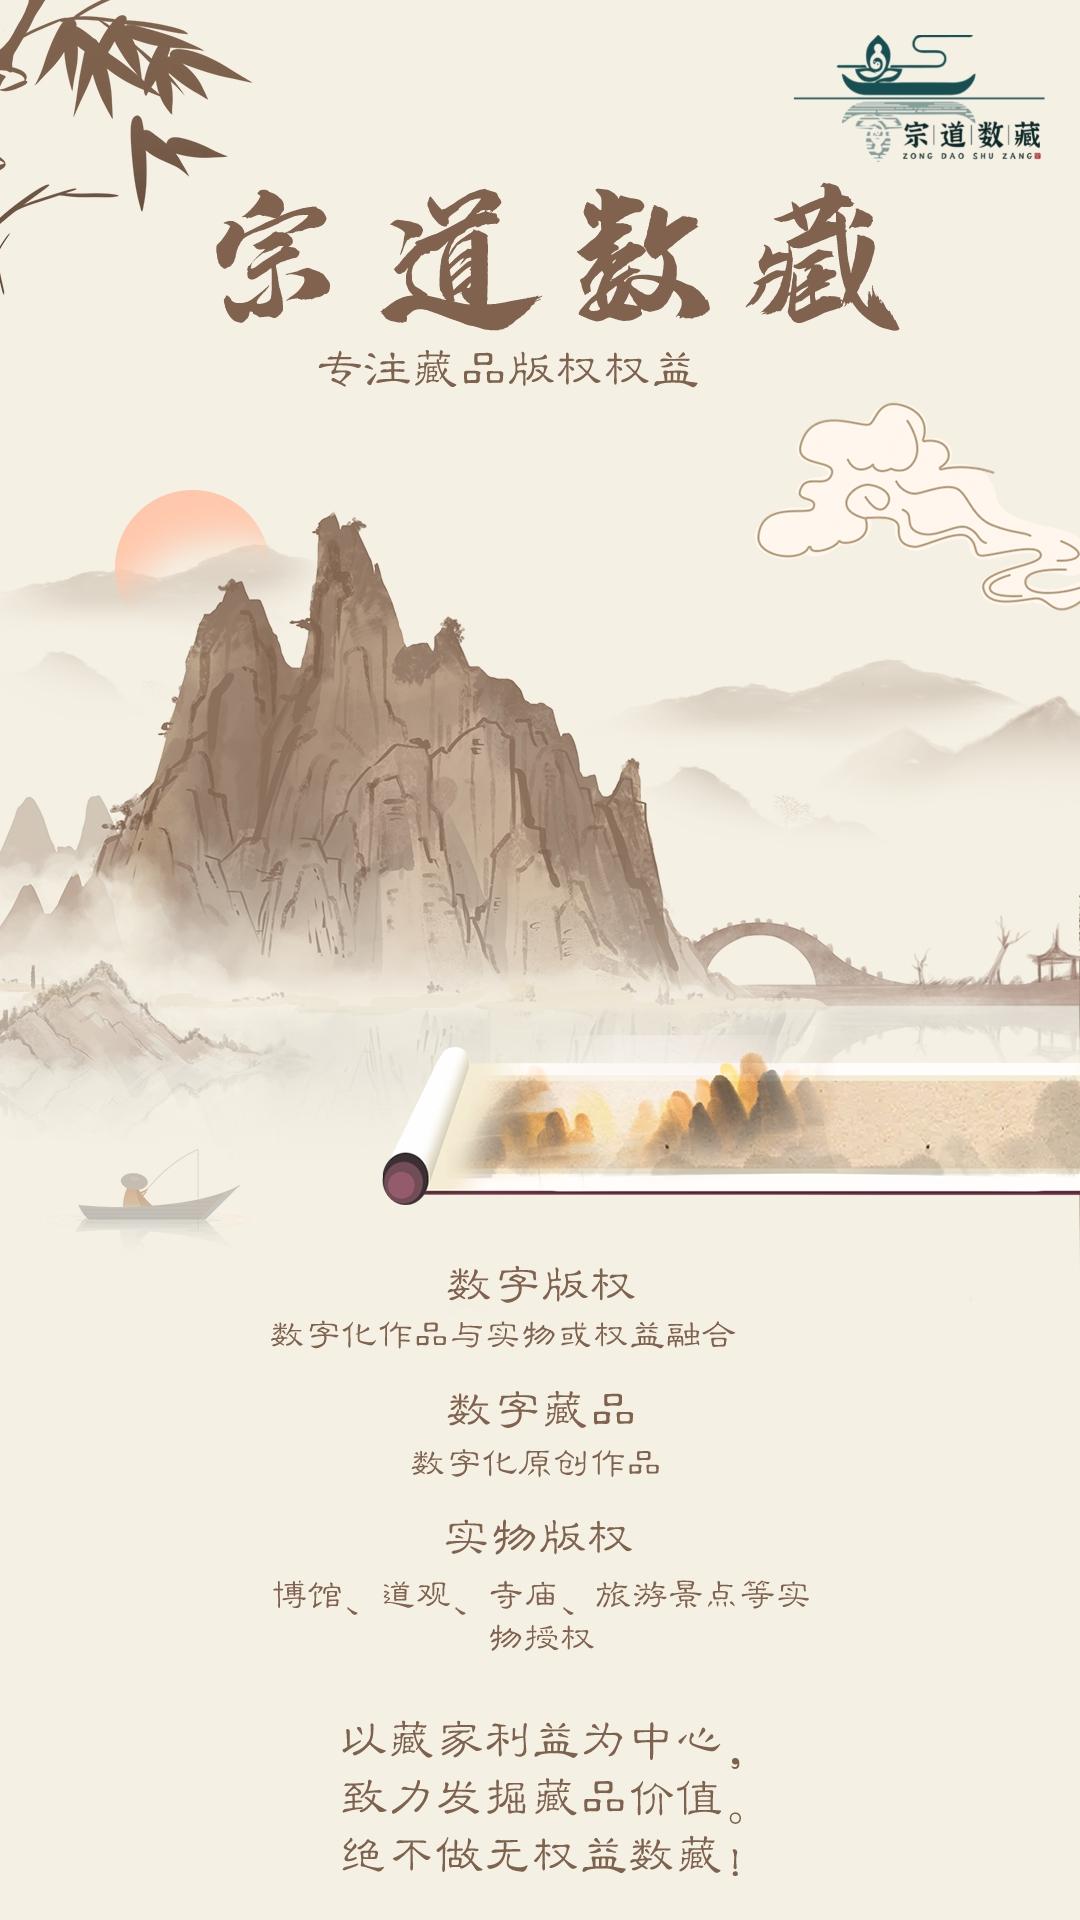 宗道数藏
ZONG DAO SHU ZANG
宗道数藏
专注藏品版权权益
数字版权
数字化作品与实物或权益融合
数字藏品
数字化原创作品
实物版权
博馆、道观、寺庙、旅游景点等实
物授权
以藏家利益为中心，
致力发掘藏品价值。
绝不做无权益数藏！